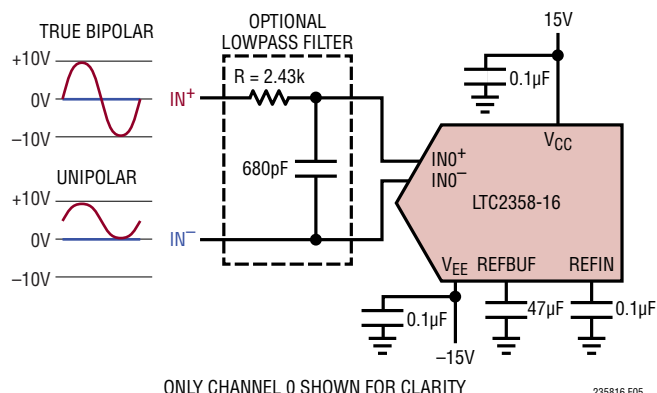 TRUE BIPOLAR
+10V
0V
–10V
UNIPOLAR
+10V
0V
–10V
IN+
IN–
OPTIONAL
LOWPASS FILTER
R = 2.43k
680pF
15V
0.1µF
VCC
IN0+
IN0–
LTC2358-16
VEE REFBUF REFIN
0.1µF
47µF
0.1µF
–15V
ONLY CHANNEL 0 SHOWN FOR CLARITY
235816 F05